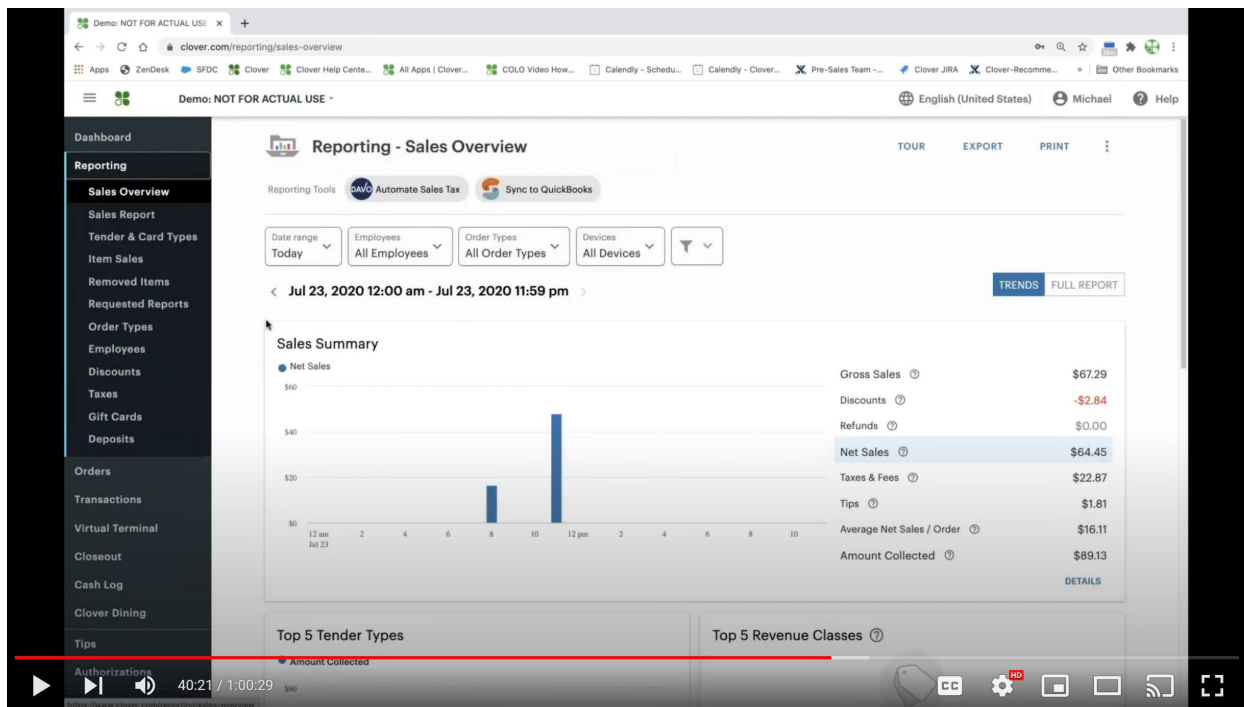 Demo: NOT FOR ACTUAL USE
clover.com/reporting/sales-overview
Apps ZenDesk SFDC Clover Clover Help Cente... All Apps | Clover... COLO Video How... Calendly - Schedu... Calendly - Clover... Pre-Sales Team -... Clover JIRA Clover-Recomme... » Other Bookmarks
Demo: NOT FOR ACTUAL USE English (United States) Michael Help
Dashboard
Reporting
Sales Overview
Sales Report
Tender & Card Types
Item Sales
Removed Items
Requested Reports
Order Types
Employees
Discounts
Taxes
Gift Cards
Deposits
Orders
Transactions
Virtual Terminal
Closeout
Cash Log
Clover Dining
Tips
Authorizations
Reporting - Sales Overview
TOUR EXPORT PRINT
Reporting Tools DAVO Automate Sales Tax Sync to QuickBooks
Date range Employees Order Types Devices
Today All Employees All Order Types All Devices
Jul 23, 2020 12:00 am - Jul 23, 2020 11:59 pm
TRENDS FULL REPORT
Sales Summary
Net Sales
$60
$40
$20
$0
12 am 2 4 6 8 10 12 pm 2 4 6 8 10
Jul 23
Gross Sales $67.29
Discounts -$2.84
Refunds $0.00
Net Sales $64.45
Taxes & Fees $22.87
Tips $1.81
Average Net Sales / Order $16.11
Amount Collected $89.13
DETAILS
Top 5 Tender Types
Amount Collected
$60
Top 5 Revenue Classes
40:21 / 1:00:29
CC HD
https://www.clover.com/reporting/sales-overview